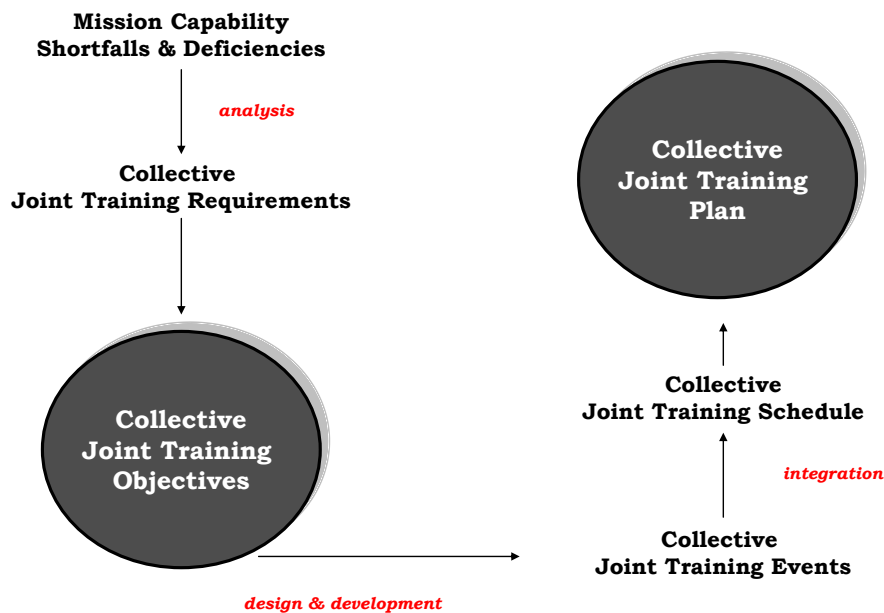 Mission Capability
Shortfalls & Deficiencies
analysis
Collective
Joint Training Requirements
Collective
Joint Training
Objectives
design & development
Collective
Joint Training Events
integration
Collective
Joint Training Schedule
Collective
Joint Training
Plan